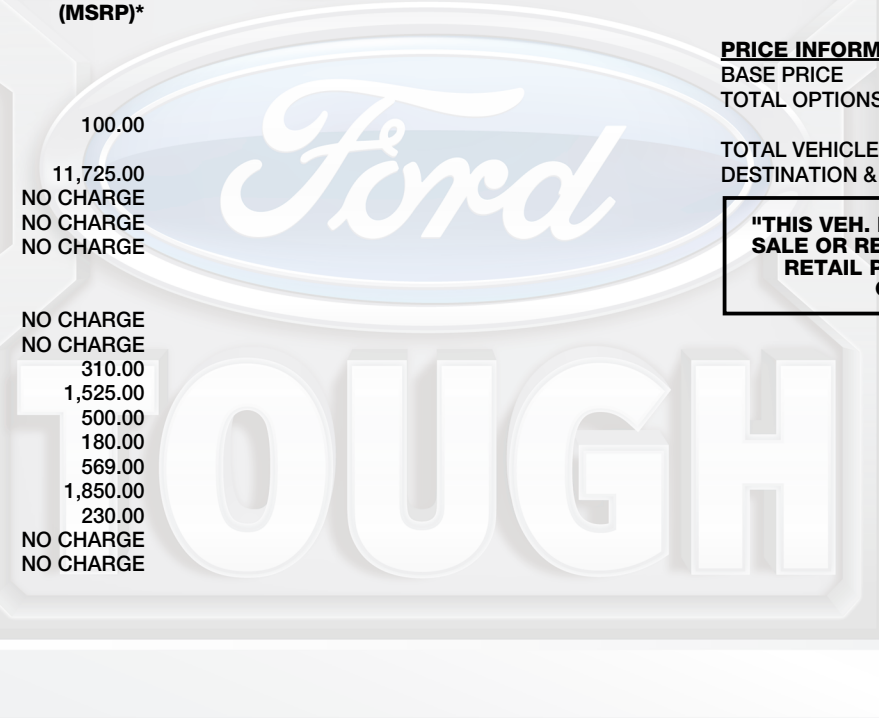 (MSRP)*
100.00
11,725.00
NO CHARGE
NO CHARGE
NO CHARGE
NO CHARGE
NO CHARGE
310.00
1,525.00
500.00
180.00
569.00
1,850.00
230.00
NO CHARGE
NO CHARGE
PRICE INFORM
BASE PRICE
TOTAL OPTIONS
TOTAL VEHICLE
DESTINATION &
"THIS VEH.
SALE OR RE
RETAIL P
Ford
TOUGH